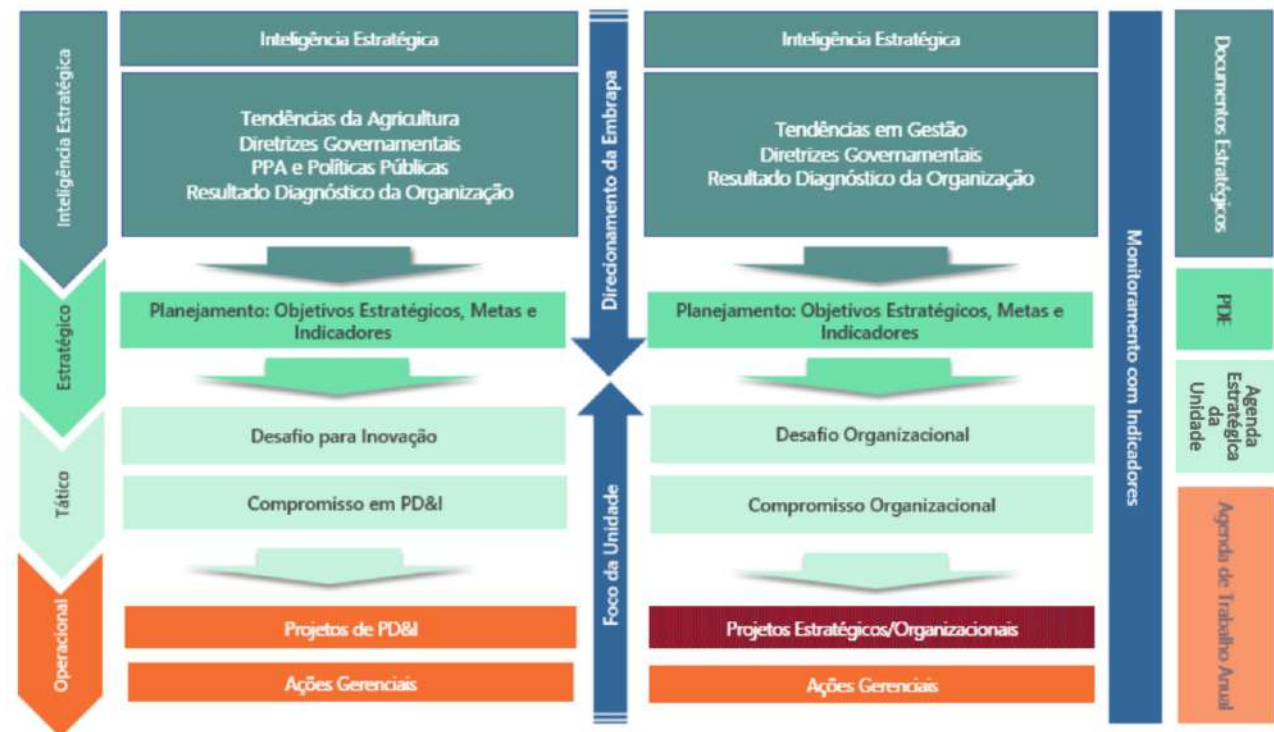 Inteligência Estratégica
Estratégico
Tático
Operacional
Inteligência Estratégica
Tendências da Agricultura
Diretrizes Governamentais
PPA e Políticas Públicas
Resultado Diagnóstico da Organização
Planejamento: Objetivos Estratégicos, Metas e
Indicadores
Desafio para Inovação
Compromisso em PD&I
Projetos de PD&I
Ações Gerenciais
Direcionamento da Embrapa
Foco da Unidade
Inteligência Estratégica
Tendências em Gestão
Diretrizes Governamentais
Resultado Diagnóstico da Organização
Planejamento: Objetivos Estratégicos, Metas e
Indicadores
Desafio Organizacional
Compromisso Organizacional
Projetos Estratégicos/Organizacionais
Ações Gerenciais
Monitoramento com Indicadores
Documentos Estratégicos
PDE
Agenda
Estratégica
da
Unidade
Agenda de Trabalho Anual